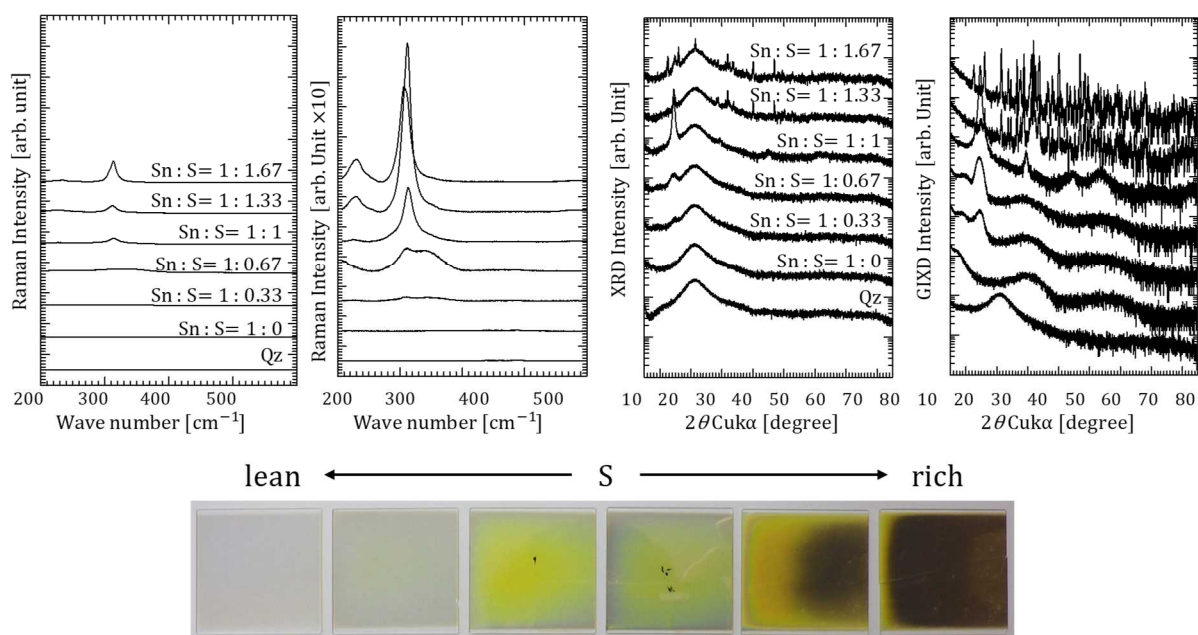 Raman Intensity [arb. unit]
Sn : S= 1 : 1.67
Sn : S= 1 : 1.33
Sn : S= 1 : 1
Sn : S= 1 : 0.67
Sn : S= 1 : 0.33
Sn : S= 1 : 0
Qz
200 300 400 500
Wave number [cm⁻¹]
Raman Intensity [arb. Unit ×10]
200 300 400 500
Wave number [cm⁻¹]
XRD Intensity [arb. Unit]
Sn : S= 1 : 1.67
Sn : S= 1 : 1.33
Sn : S= 1 : 1
Sn : S= 1 : 0.67
Sn : S= 1 : 0.33
Sn : S= 1 : 0
Qz
10 20 30 40 50 60 70 80
2θCukα [degree]
GIXD Intensity [arb. Unit]
10 20 30 40 50 60 70 80
2θCukα [degree]
lean S rich